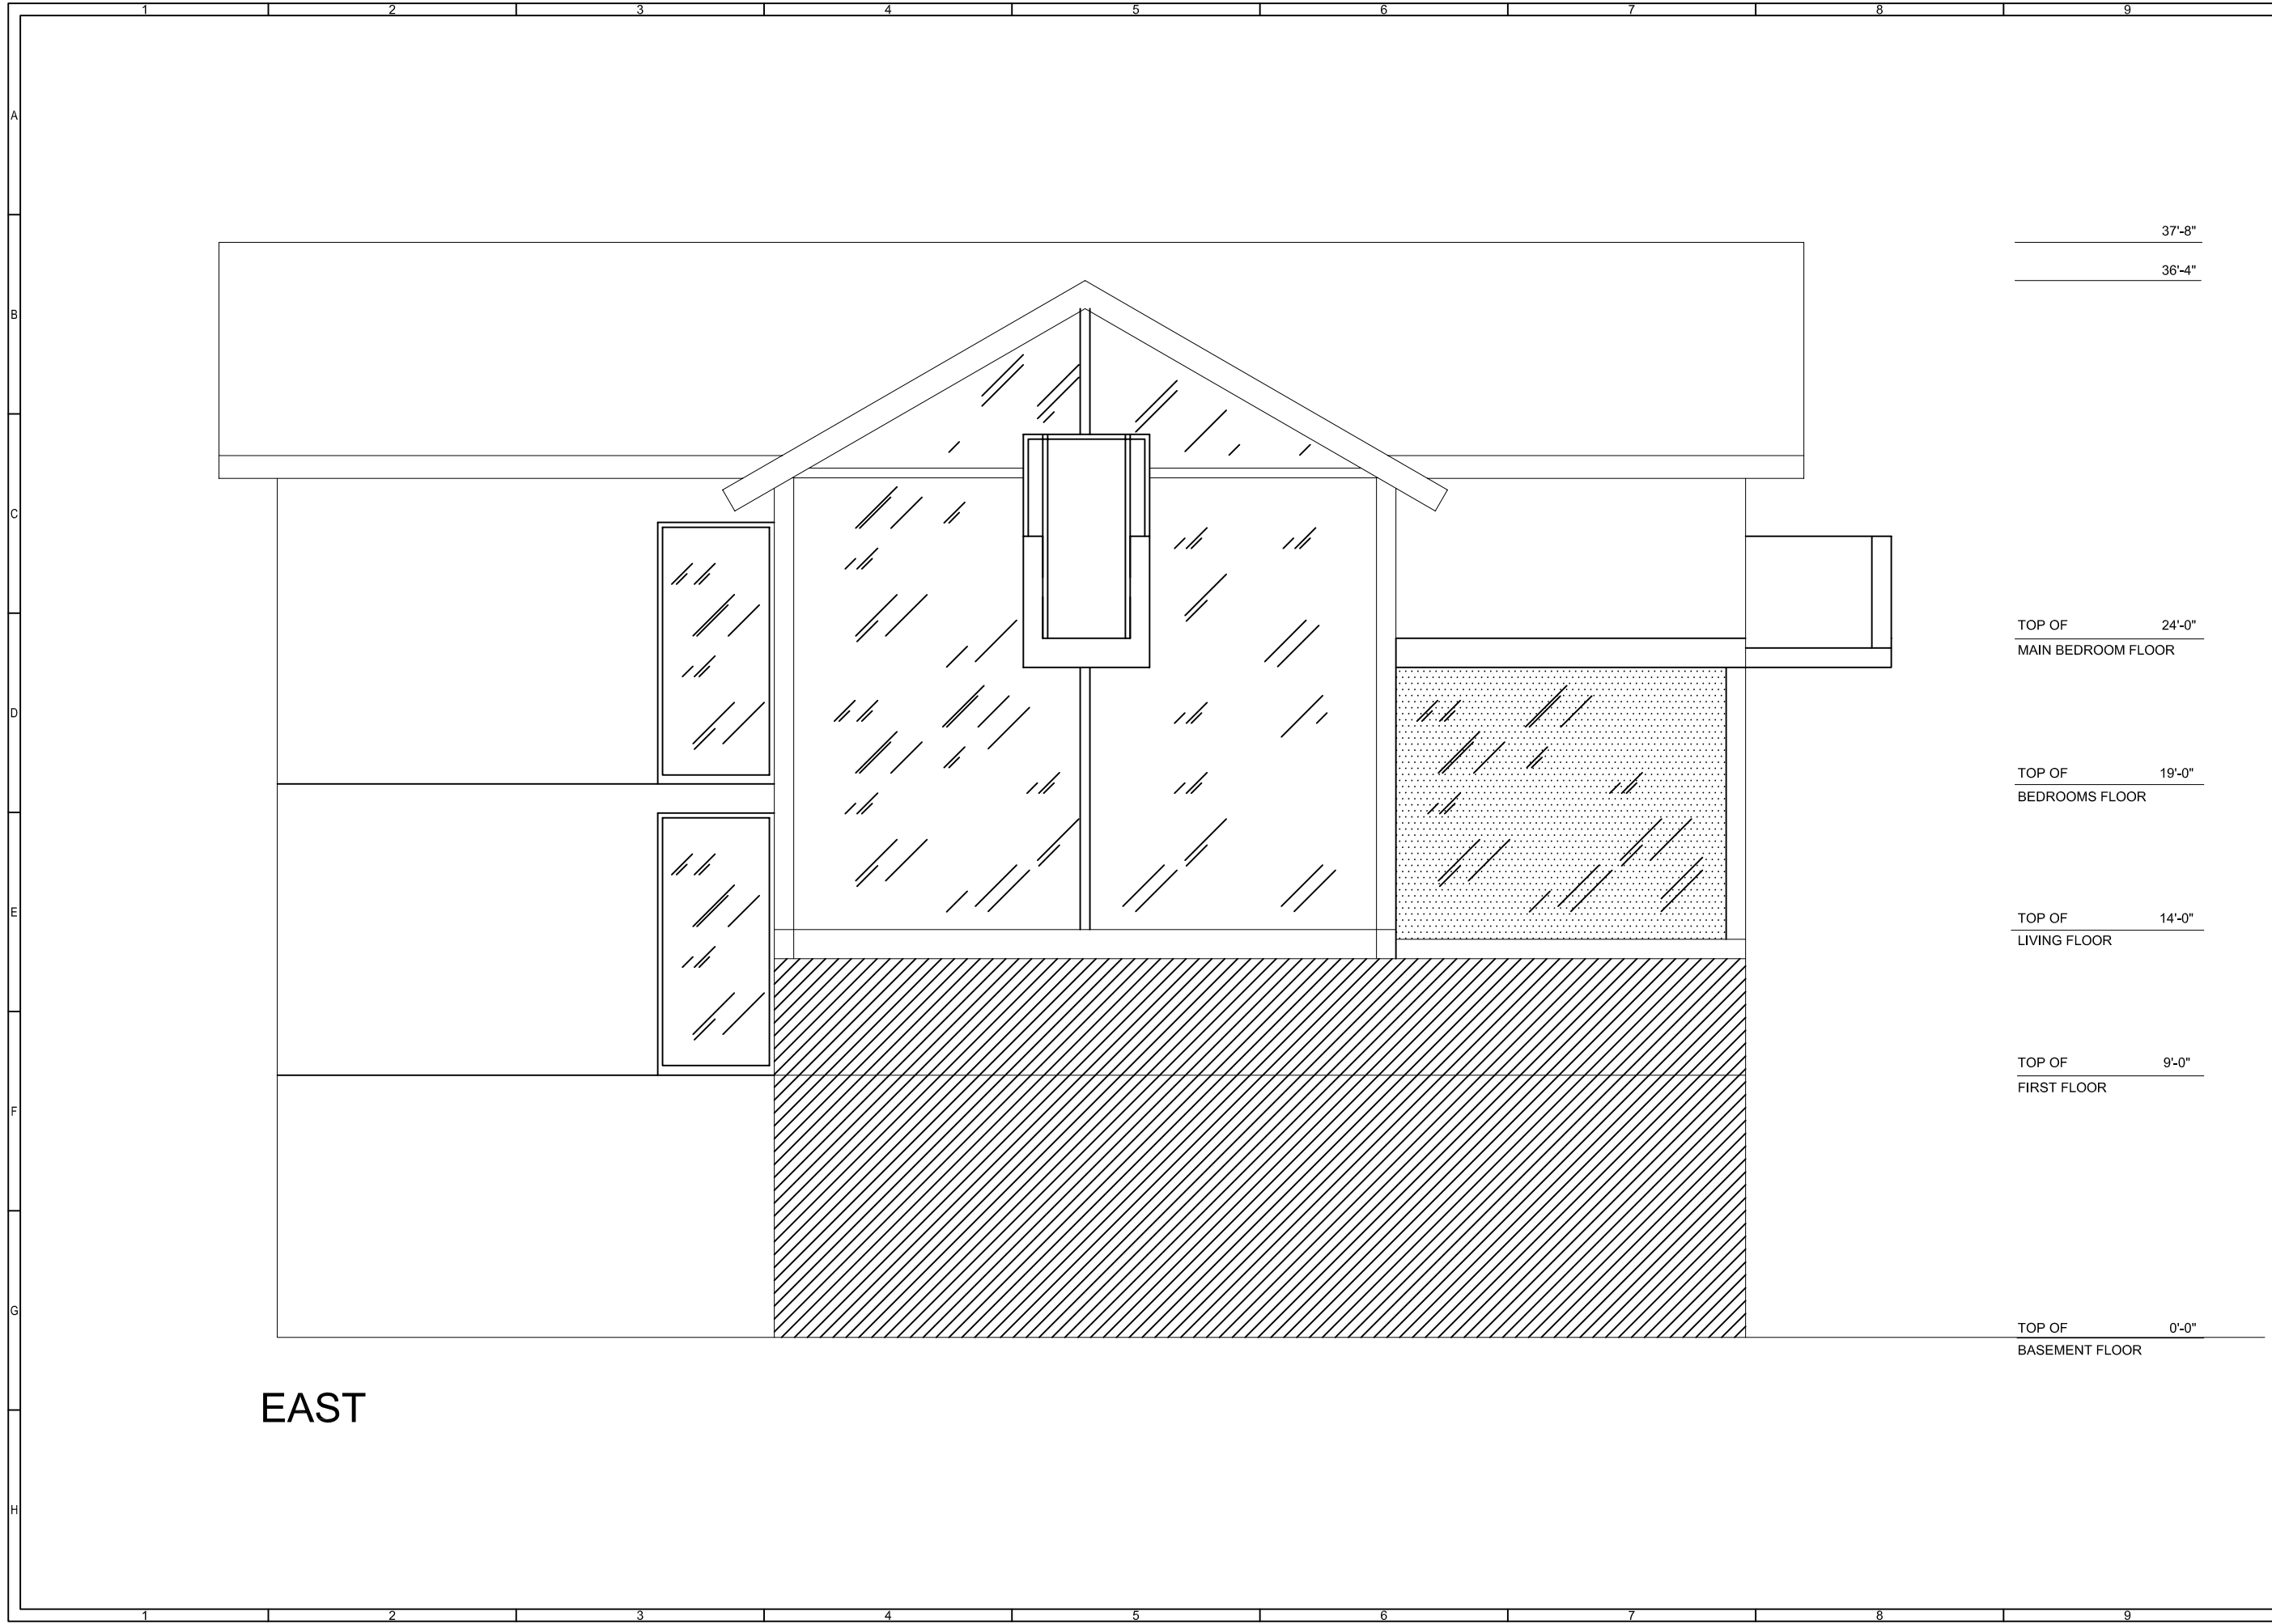 1 2 3 4 5 6 7 8 9
A
37'-8"
36'-4"
B
C
TOP OF 24'-0"
MAIN BEDROOM FLOOR
D
TOP OF 19'-0"
BEDROOMS FLOOR
E
TOP OF 14'-0"
LIVING FLOOR
TOP OF 9'-0"
FIRST FLOOR
F
G
TOP OF 0'-0"
BASEMENT FLOOR
EAST
H
1 2 3 4 5 6 7 8 9